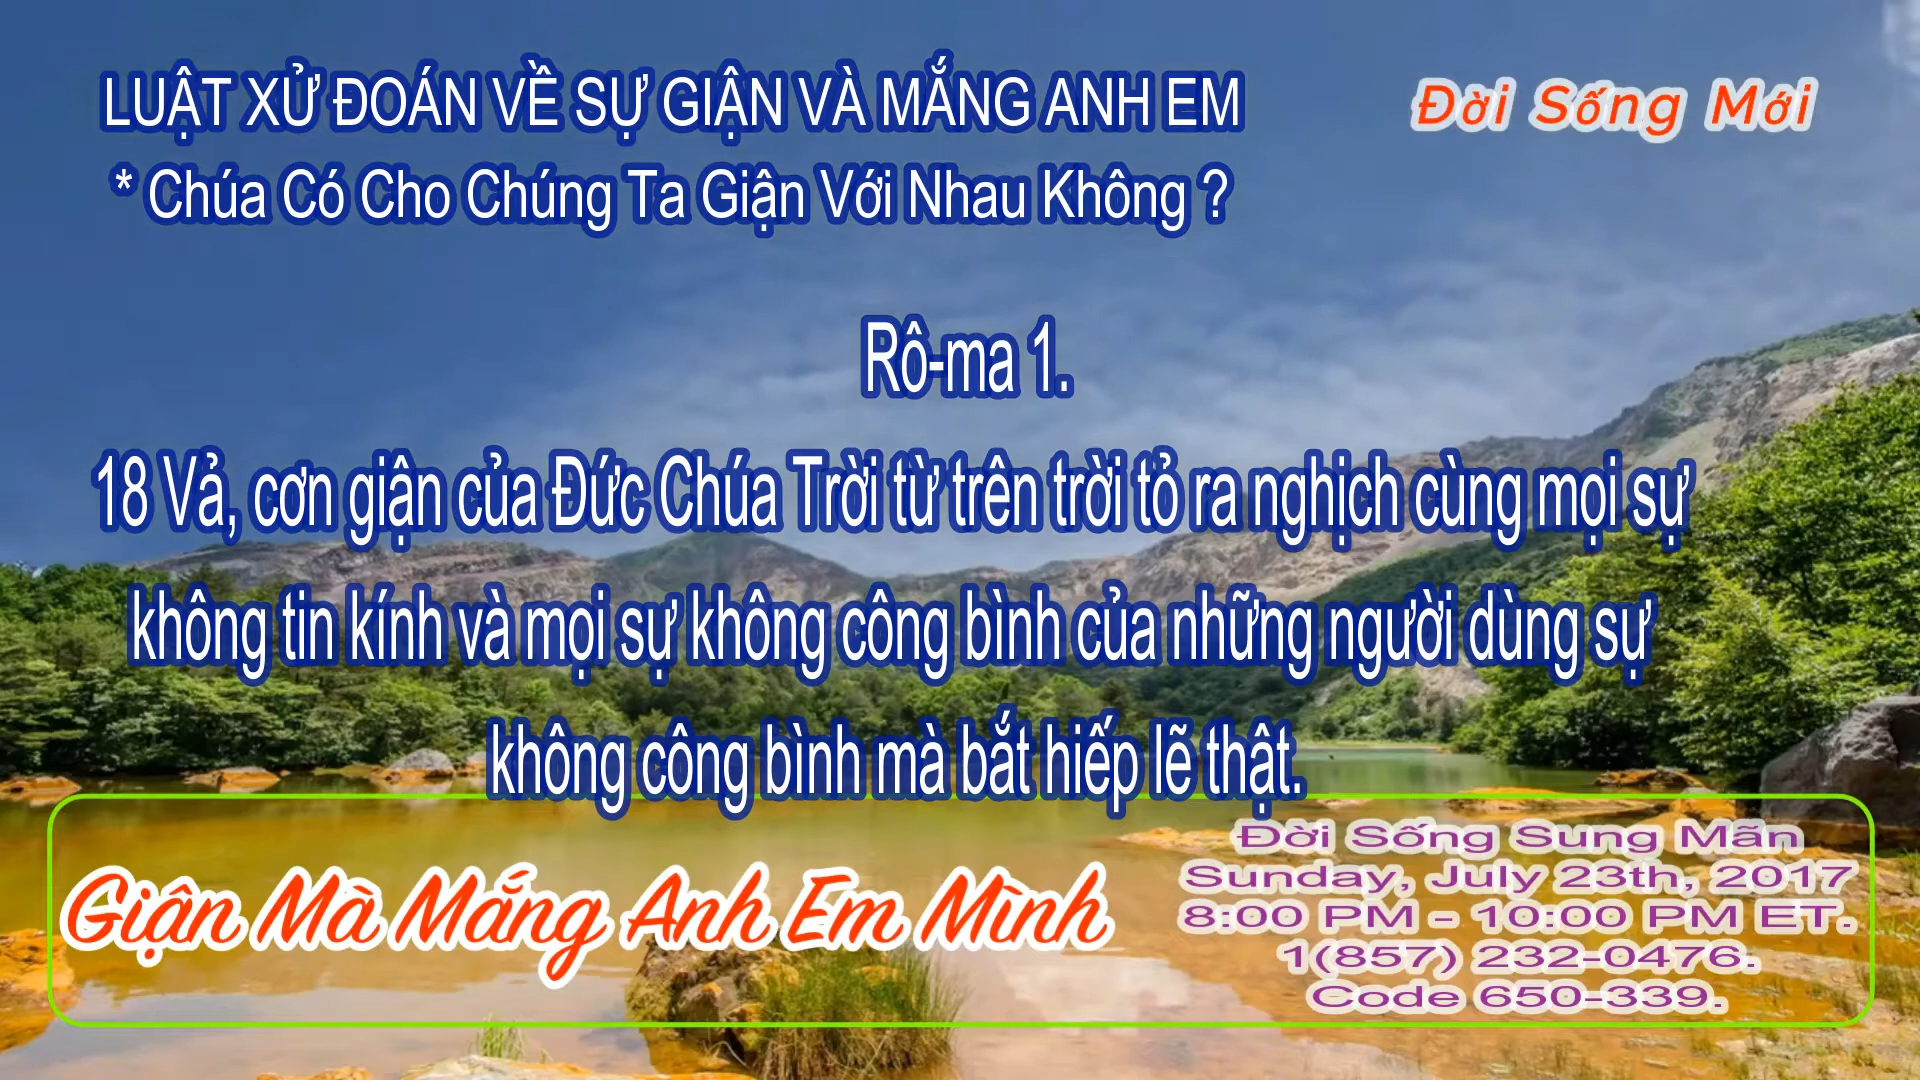 LUẬT XỬ ĐOÁN VỀ SỰ GIẬN VÀ MẮNG ANH EM
* Chúa Có Cho Chúng Ta Giận Với Nhau Không ?
Đời Sống Mới
Rô-ma 1.
18 Vả, cơn giận của Đức Chúa Trời từ trên trời tỏ ra nghịch cùng mọi sự
không tin kính và mọi sự không công bình của những người dùng sự
không công bình mà bắt hiếp lẽ thật.
Giận Mà Mắng Anh Em Mình
Đời Sống Sung Mãn
Sunday, July 23th, 2017
8:00 PM - 10:00 PM ET.
1(857) 232-0476.
Code 650-339.